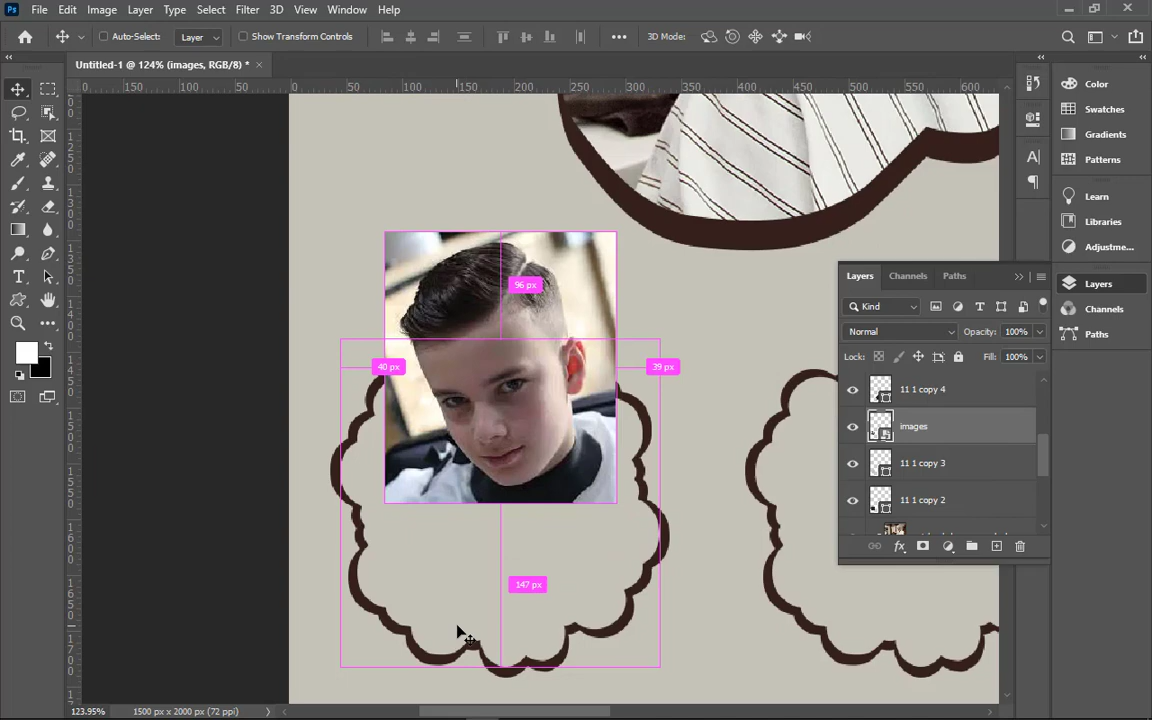 Ps File Edit Image Layer Type Select Filter 3D View Window Help
Auto-Select: Layer Show Transform Controls 3D Mode:
Untitled-1 @ 124% (images, RGB/8) *
150 100 50 0 50 100 150 200 250 300 350 400 450 500 550 600
Color
Swatches
Gradients
Patterns
Learn
Libraries
Adjustme...
Layers
Channels
Paths
96 px
40 px
39 px
147 px
Layers Channels Paths
Kind
Normal Opacity: 100%
Lock: Fill: 100%
11 1 copy 4
images
11 1 copy 3
11 1 copy 2
fx
123.95% 1500 px x 2000 px (72 ppi)